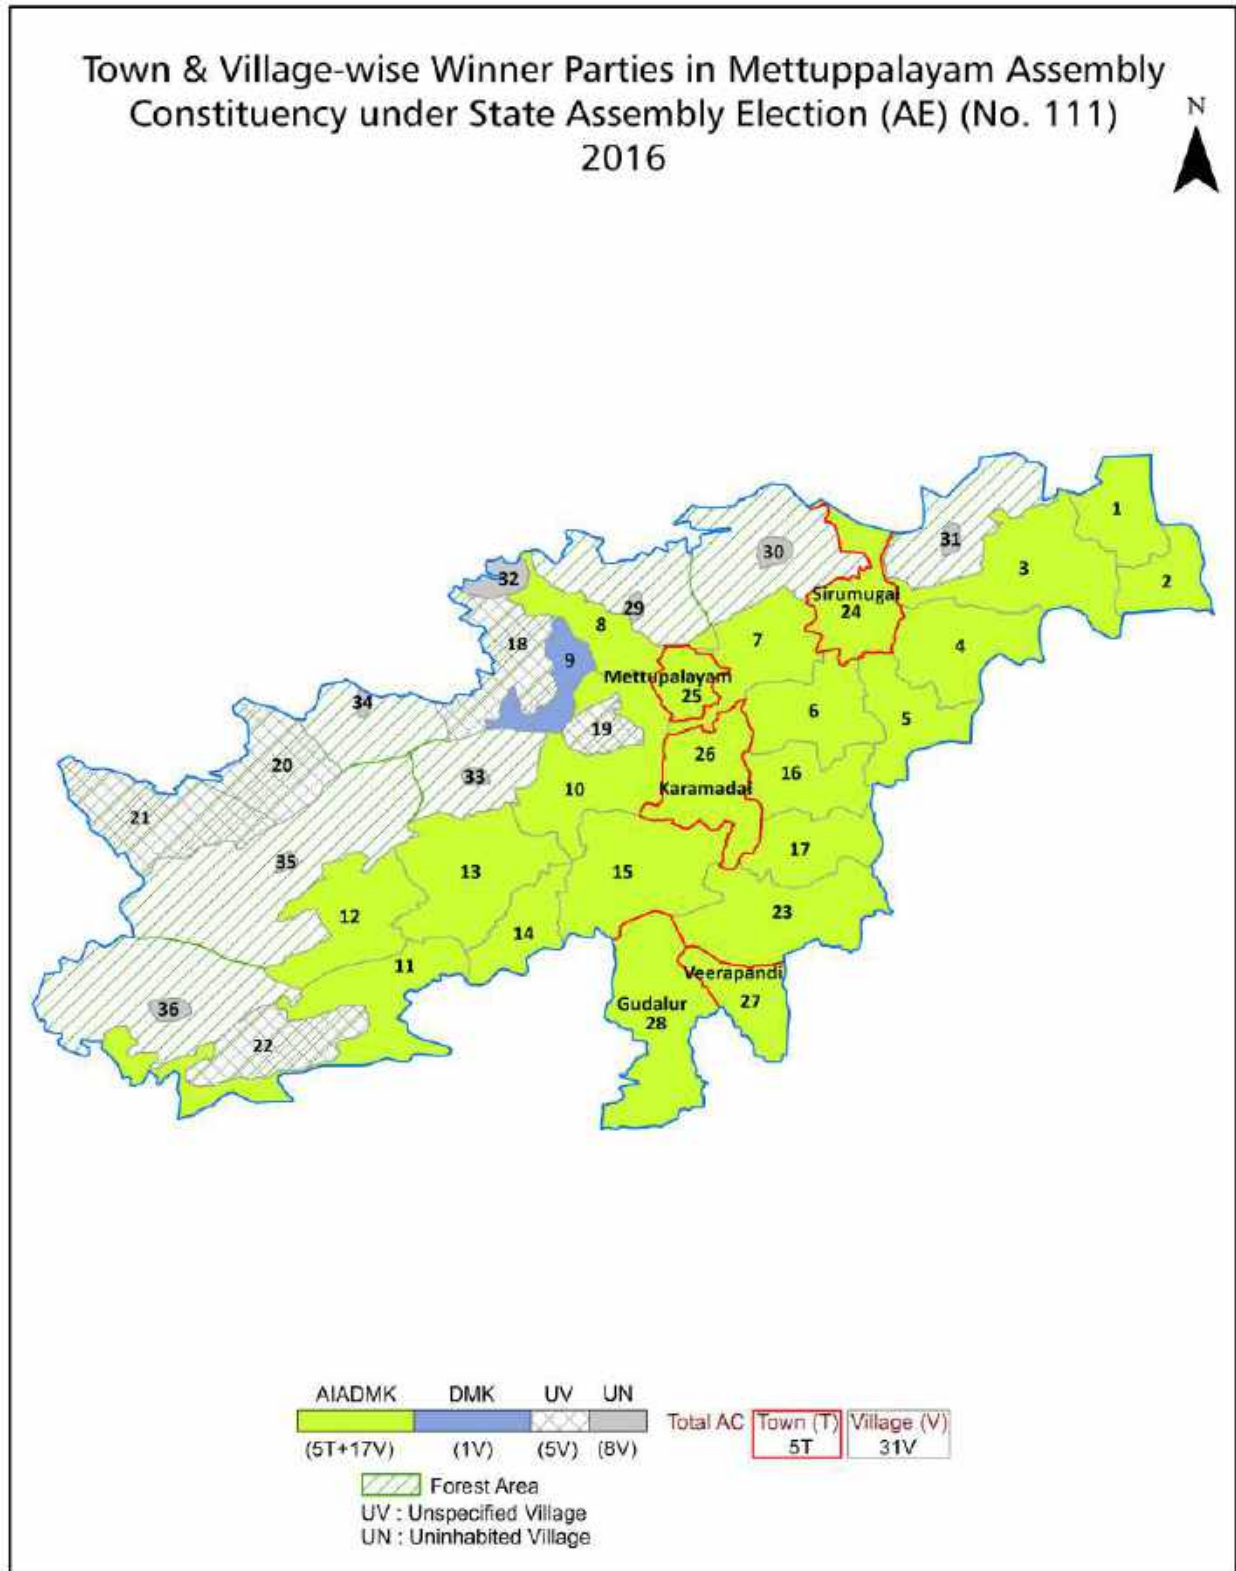 Town & Village-wise Winner Parties in Mettuppalayam Assembly
Constituency under State Assembly Election (AE) (No. 111)
2016
N
1
31
30
3
32
2
Sirumugai
24
29
8
7
18
4
9
Mettupalayam
25
34
6
5
19
26
20
16
33
10
Karamadai
21
17
35
13
15
12
23
14
11
Veerapandi
27
Gudalur
28
36
22
AIADMK DMK UV UN
Total AC Town (T) Village (V)
5T 31V
(5T+17V) (1V) (5V) (8V)
Forest Area
UV : Unspecified Village
UN : Uninhabited Village